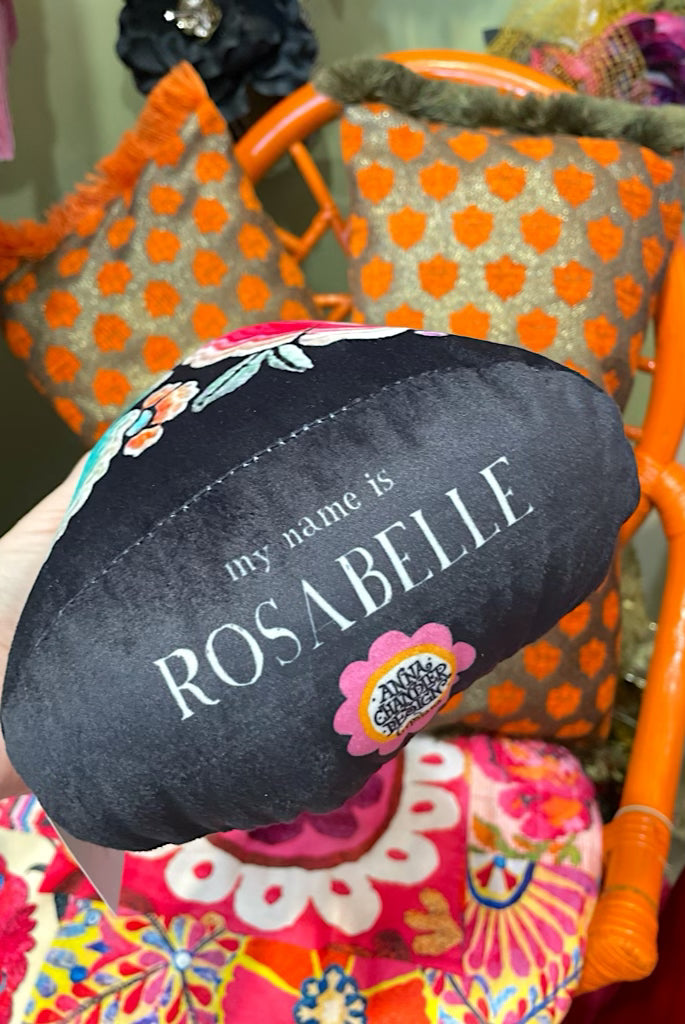 my name is
ROSABELLE
ANNA
CHANDLER
DESIGN